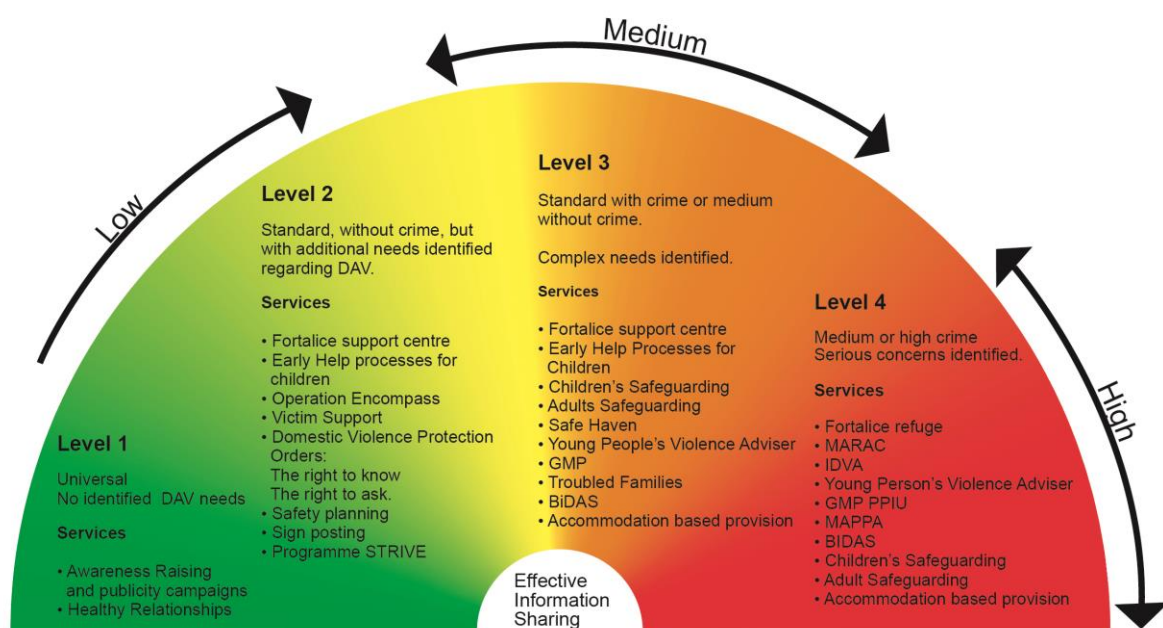 Low
Medium
High
Level 1
Universal
No identified DAV needs
Services
• Awareness Raising
and publicity campaigns
• Healthy Relationships
Level 2
Standard, without crime, but
with additional needs identified
regarding DAV.
Services
• Fortalice support centre
• Early Help processes for
children
• Operation Encompass
• Victim Support
• Domestic Violence Protection
Orders:
The right to know
The right to ask.
• Safety planning
• Sign posting
• Programme STRIVE
Level 3
Standard with crime or medium
without crime.
Complex needs identified.
Services
• Fortalice support centre
• Early Help Processes for
Children
• Children's Safeguarding
• Adults Safeguarding
• Safe Haven
• Young People's Violence Adviser
• GMP
• Troubled Families
• BiDAS
• Accommodation based provision
Level 4
Medium or high crime
Serious concerns identified.
Services
• Fortalice refuge
• MARAC
• IDVA
• Young Person's Violence Adviser
• GMP PPIU
• MAPPA
• BIDAS
• Children's Safeguarding
• Adult Safeguarding
• Accommodation based provision
Effective
Information
Sharing